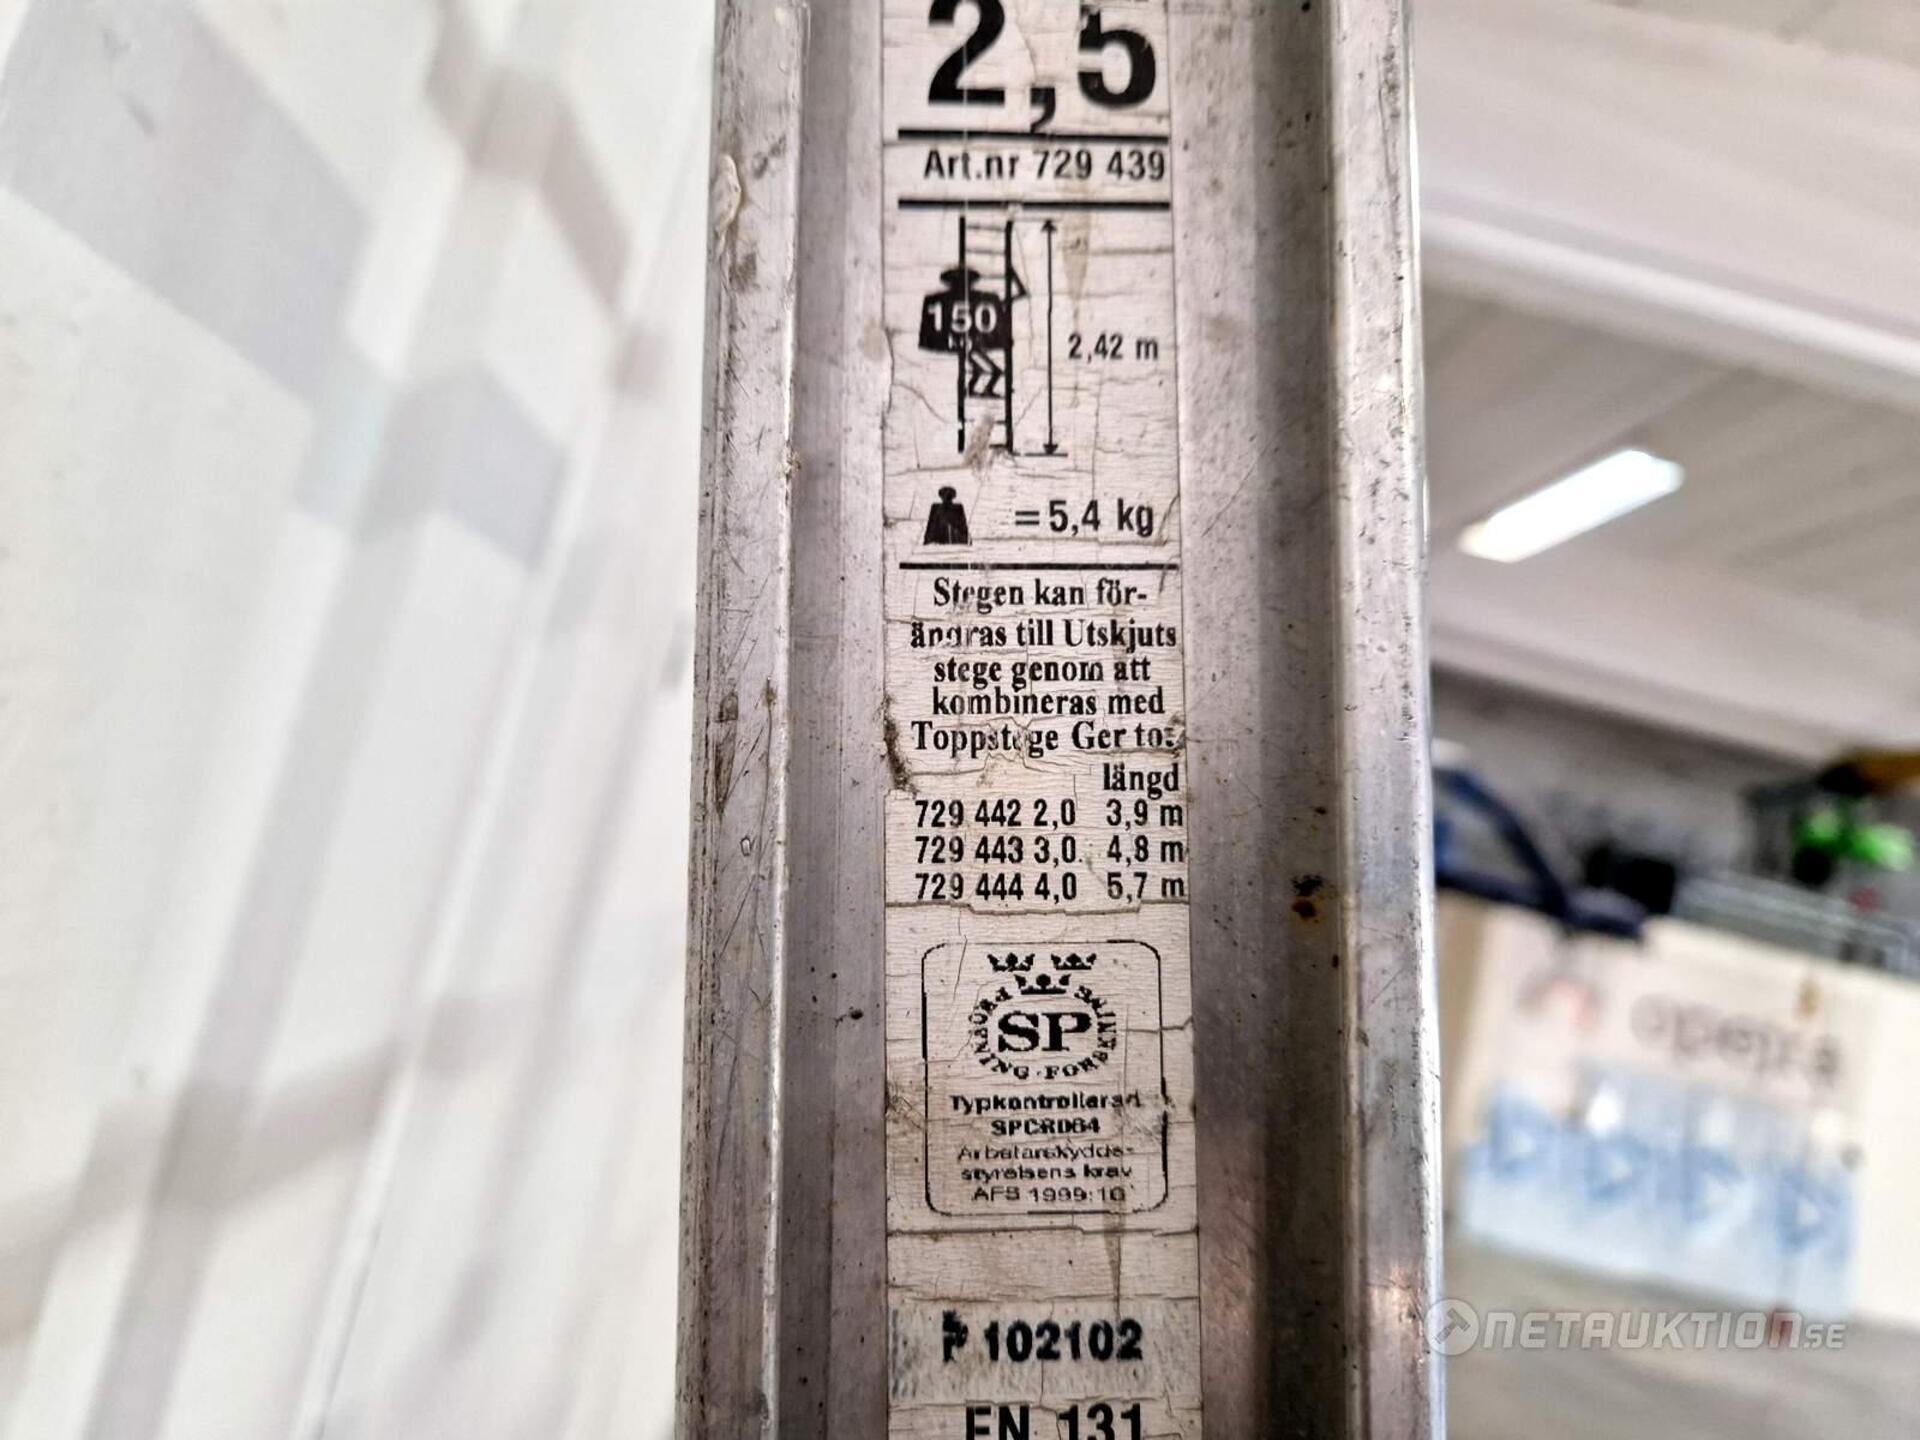 2,5
Art.nr 729 439
150
2,42 m
=5,4 kg
Stegen kan för-
ändras till Utskjuts
stege genom att
kombineras med
Toppstege Ger tot
längd
729 442 2,0 3,9 m
729 443 3,0 4,8 m
729 444 4,0 5,7 m
SP
PROVNING · FORSKNING
Typkontrollerad
Arbetarskydds-
styrelsens krav
AFS 1999:10
102102
EN 131
NETAUKTION.SE